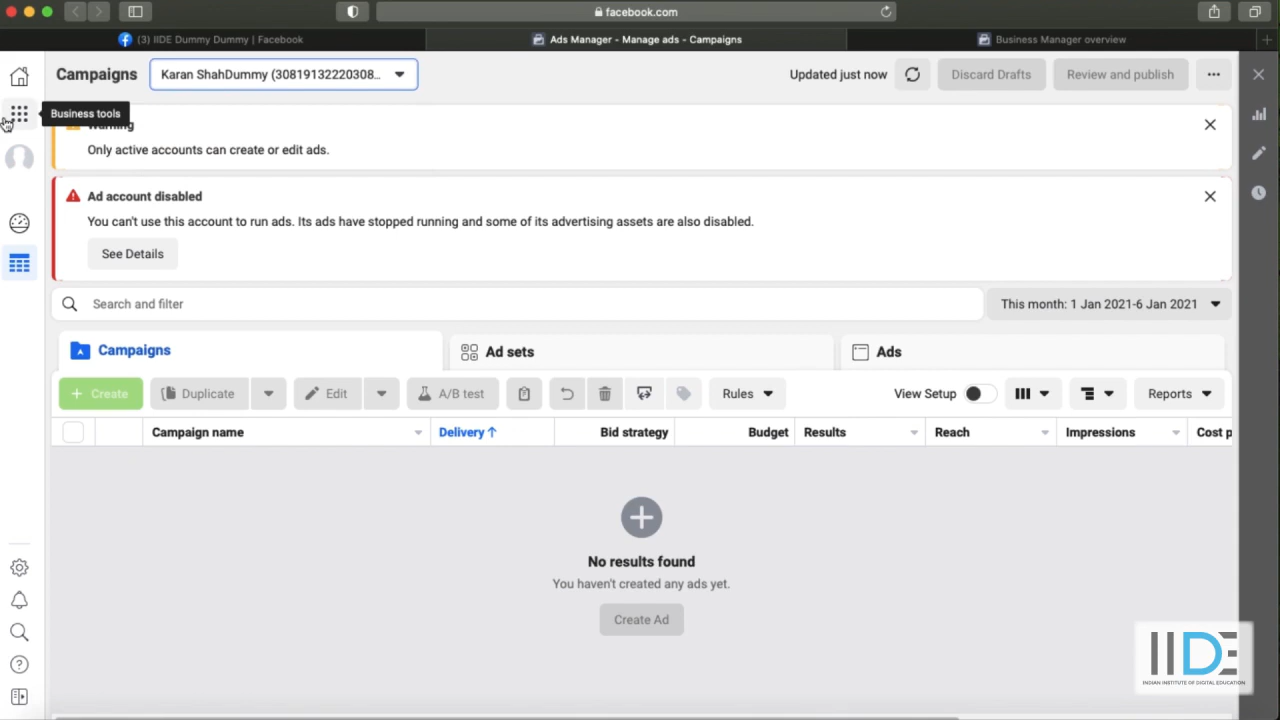 facebook.com
(3) IIDE Dummy Dummy | Facebook
Ads Manager - Manage ads - Campaigns
Business Manager overview
Campaigns
Karan ShahDummy (30819132220308...
Updated just now
Discard Drafts
Review and publish
Business tools
Warning
Only active accounts can create or edit ads.
Ad account disabled
You can't use this account to run ads. Its ads have stopped running and some of its advertising assets are also disabled.
See Details
Search and filter
This month: 1 Jan 2021-6 Jan 2021
Campaigns
Ad sets
Ads
+ Create
Duplicate
Edit
A/B test
Rules
View Setup
Reports
Campaign name
Delivery ↑
Bid strategy
Budget
Results
Reach
Impressions
Cost p
No results found
You haven't created any ads yet.
Create Ad
IIDE
INDIAN INSTITUTE OF DIGITAL EDUCATION